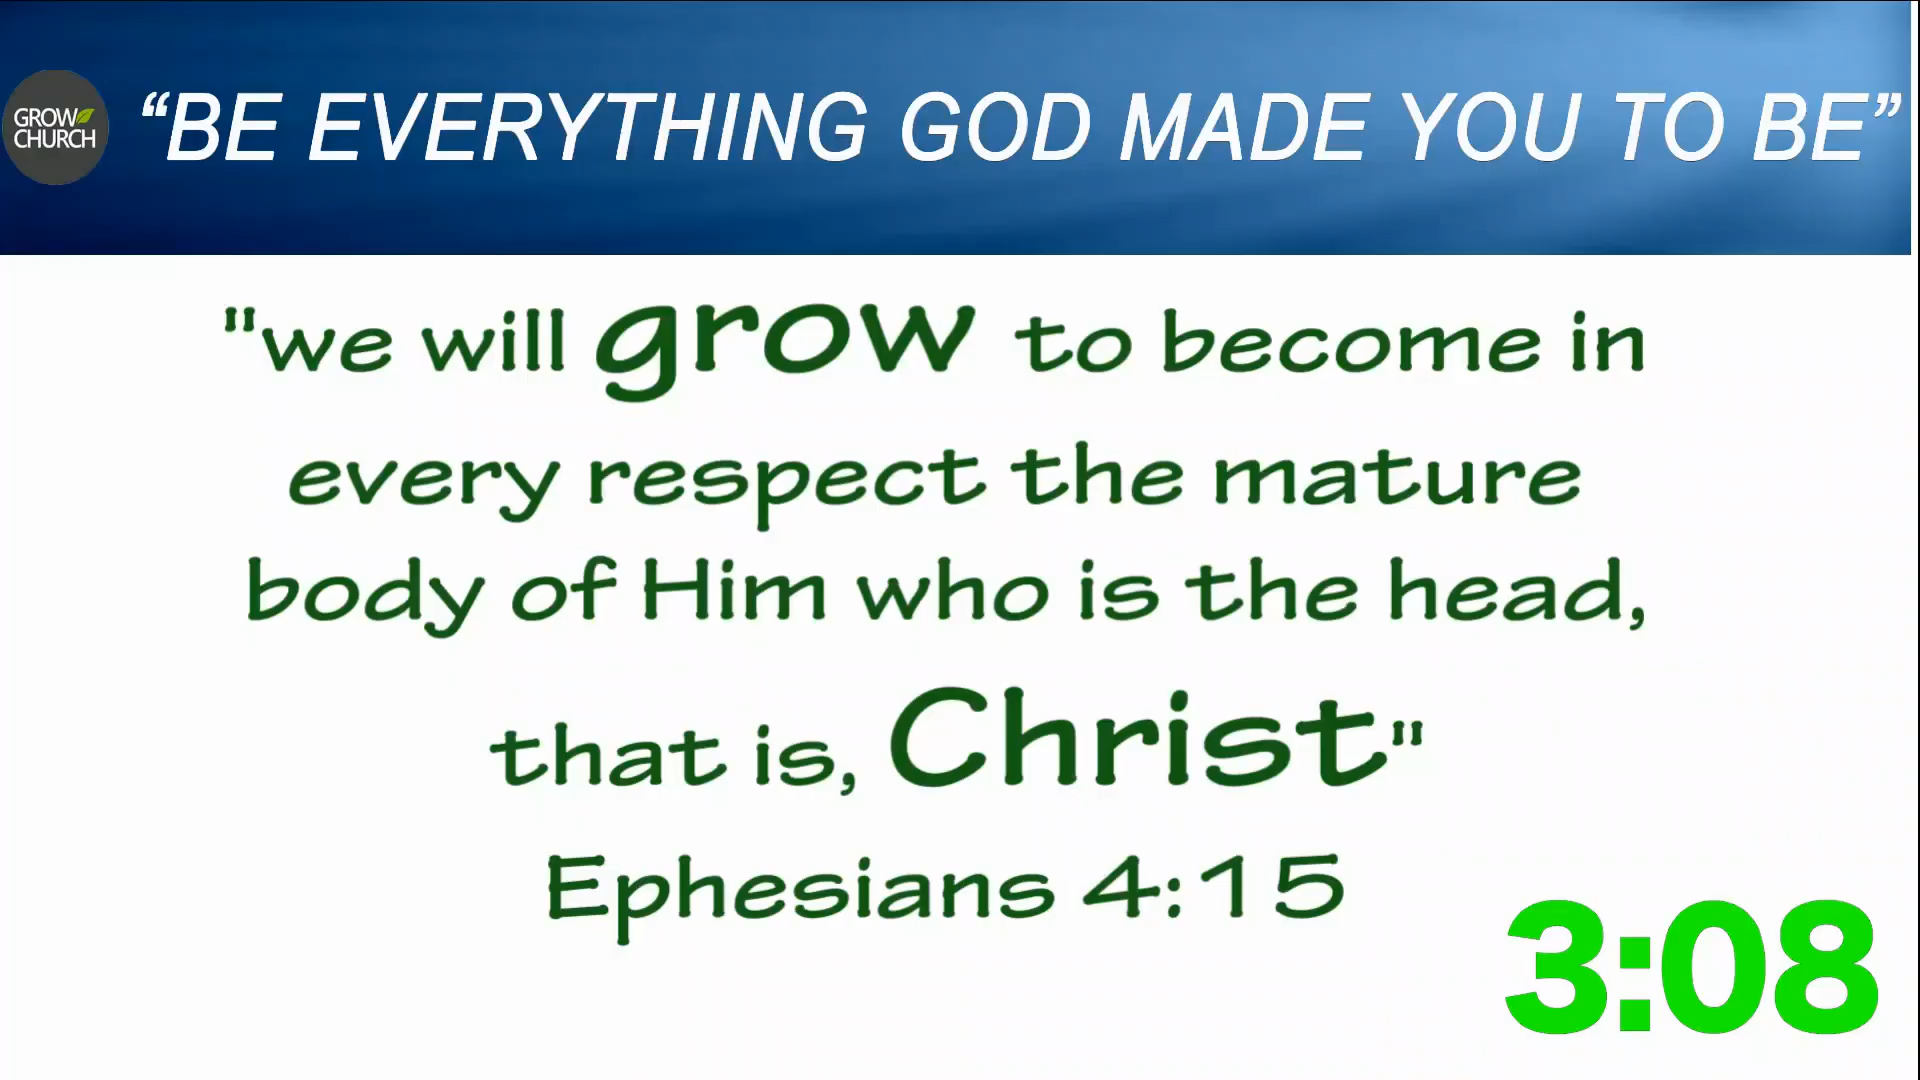 GROW
CHURCH
“BE EVERYTHING GOD MADE YOU TO BE”
"we will grow to become in
every respect the mature
body of Him who is the head,
that is, Christ"
Ephesians 4:15
3:08